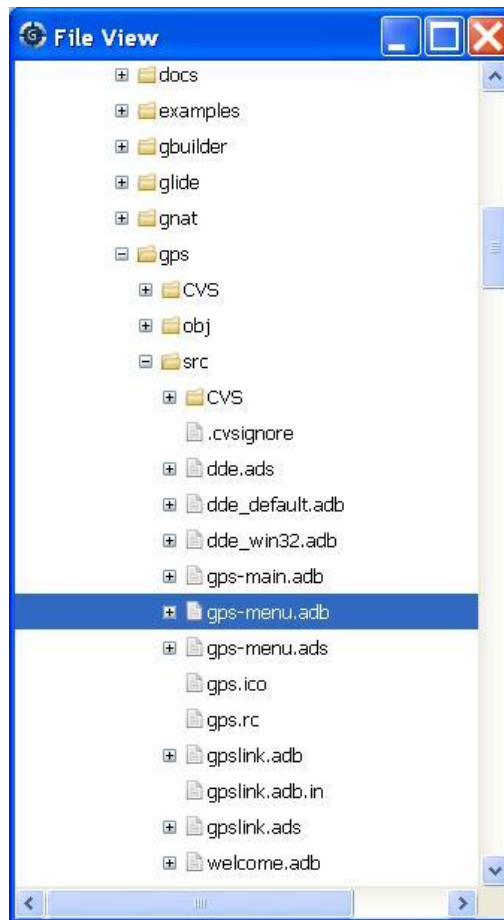 File View
docs
examples
gbuilder
glide
gnat
gps
CVS
obj
src
CVS
.cvsignore
dde.ads
dde_default.adb
dde_win32.adb
gps-main.adb
gps-menu.adb
gps-menu.ads
gps.ico
gps.rc
gpslink.adb
gpslink.adb.in
gpslink.ads
welcome.adb